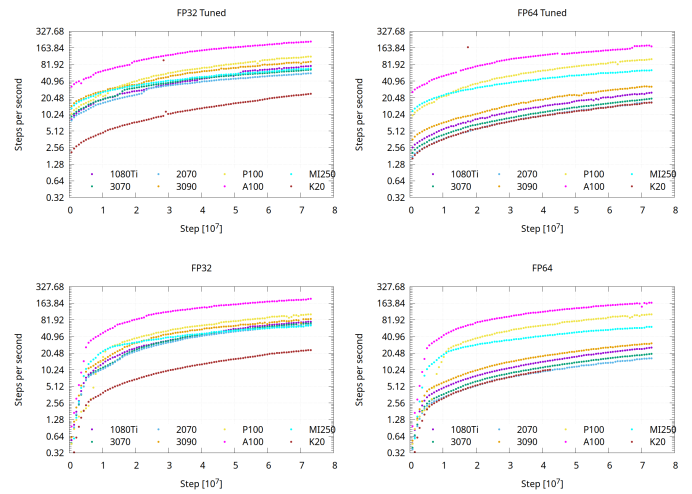 FP32 Tuned
327.68
163.84
81.92
40.96
20.48
10.24
5.12
2.56
1.28
0.64
0.32
Steps per second
1080Ti 2070 P100 MI250
3070 3090 A100 K20
0 1 2 3 4 5 6 7 8
Step [10^7]
FP64 Tuned
327.68
163.84
81.92
40.96
20.48
10.24
5.12
2.56
1.28
0.64
0.32
Steps per second
1080Ti 2070 P100 MI250
3070 3090 A100 K20
0 1 2 3 4 5 6 7 8
Step [10^7]
FP32
327.68
163.84
81.92
40.96
20.48
10.24
5.12
2.56
1.28
0.64
0.32
Steps per second
1080Ti 2070 P100 MI250
3070 3090 A100 K20
0 1 2 3 4 5 6 7 8
Step [10^7]
FP64
327.68
163.84
81.92
40.96
20.48
10.24
5.12
2.56
1.28
0.64
0.32
Steps per second
1080Ti 2070 P100 MI250
3070 3090 A100 K20
0 1 2 3 4 5 6 7 8
Step [10^7]